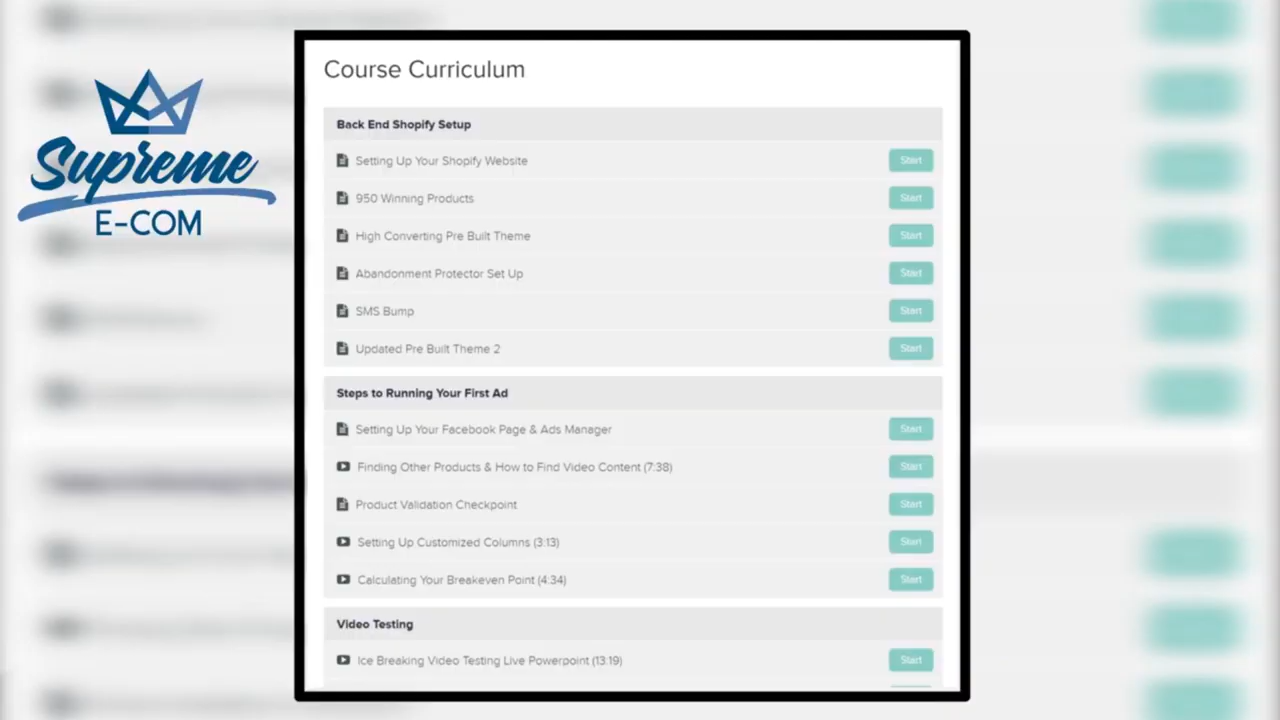 Supreme
E-COM
Course Curriculum
Back End Shopify Setup
Setting Up Your Shopify Website Start
950 Winning Products Start
High Converting Pre Built Theme Start
Abandonment Protector Set Up Start
SMS Bump Start
Updated Pre Built Theme 2 Start
Steps to Running Your First Ad
Setting Up Your Facebook Page & Ads Manager Start
Finding Other Products & How to Find Video Content (7:38) Start
Product Validation Checkpoint Start
Setting Up Customized Columns (3:13) Start
Calculating Your Breakeven Point (4:34) Start
Video Testing
Ice Breaking Video Testing Live Powerpoint (13:19) Start